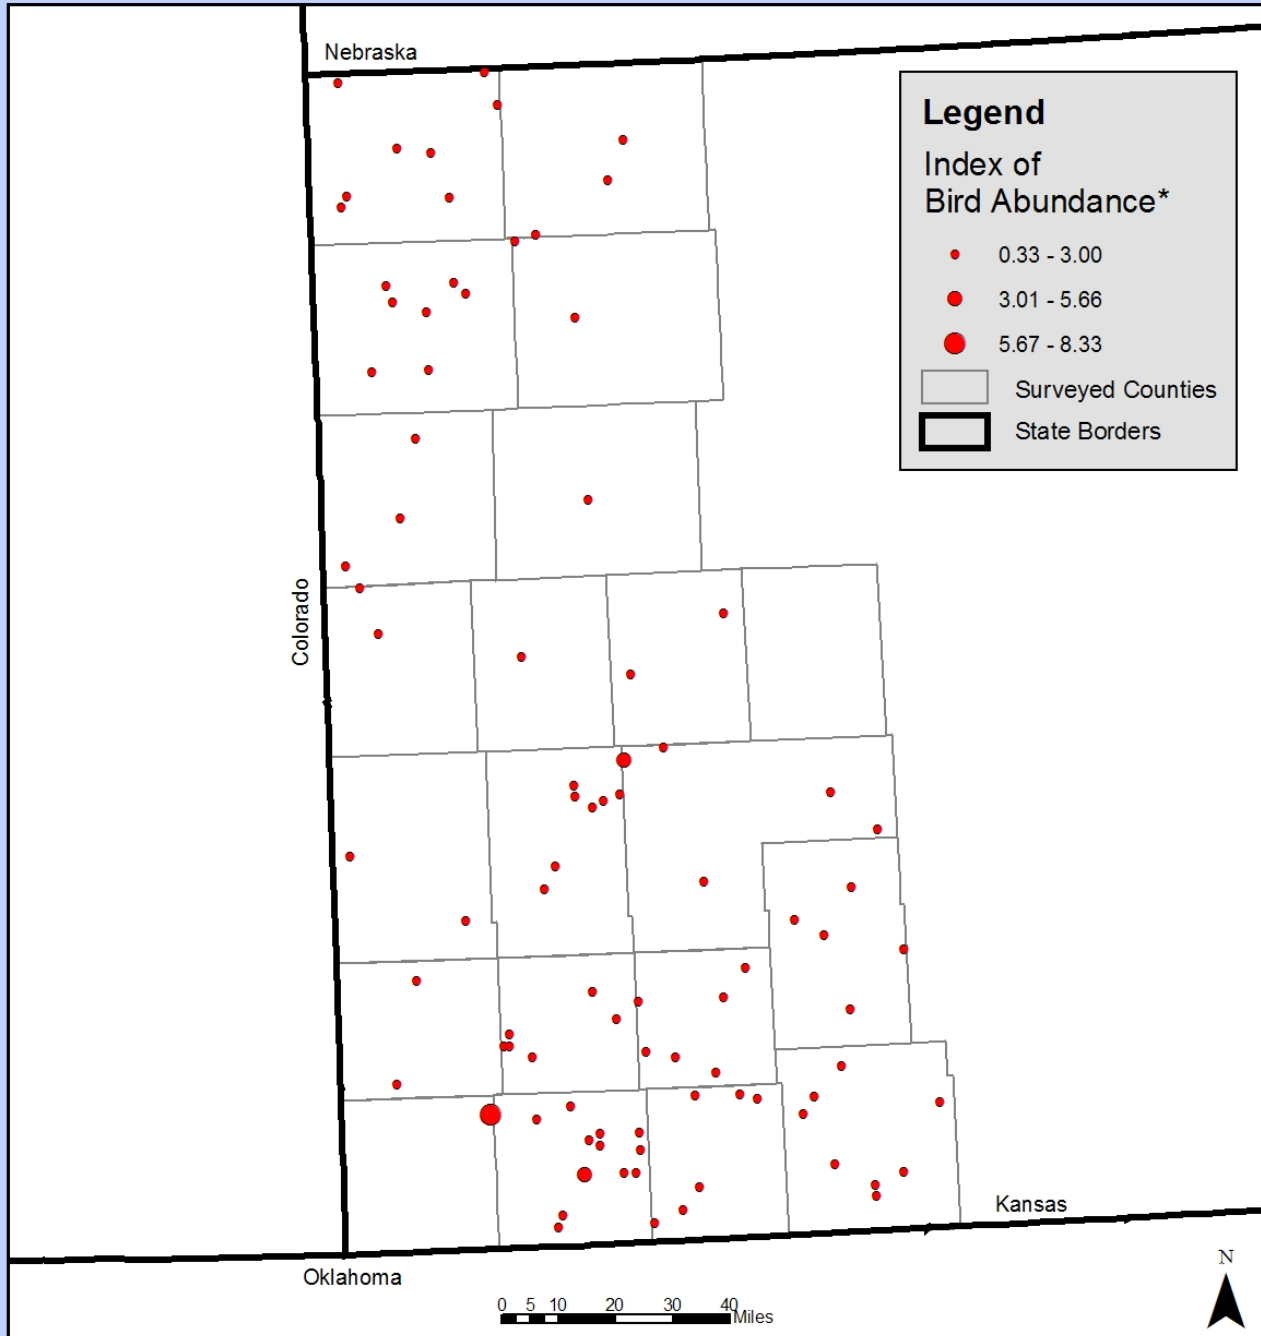 Nebraska
Legend
Index of
Bird Abundance*
0.33 - 3.00
3.01 - 5.66
5.67 - 8.33
Surveyed Counties
State Borders
Colorado
Kansas
Oklahoma
N
0 5 10 20 30 40
Miles